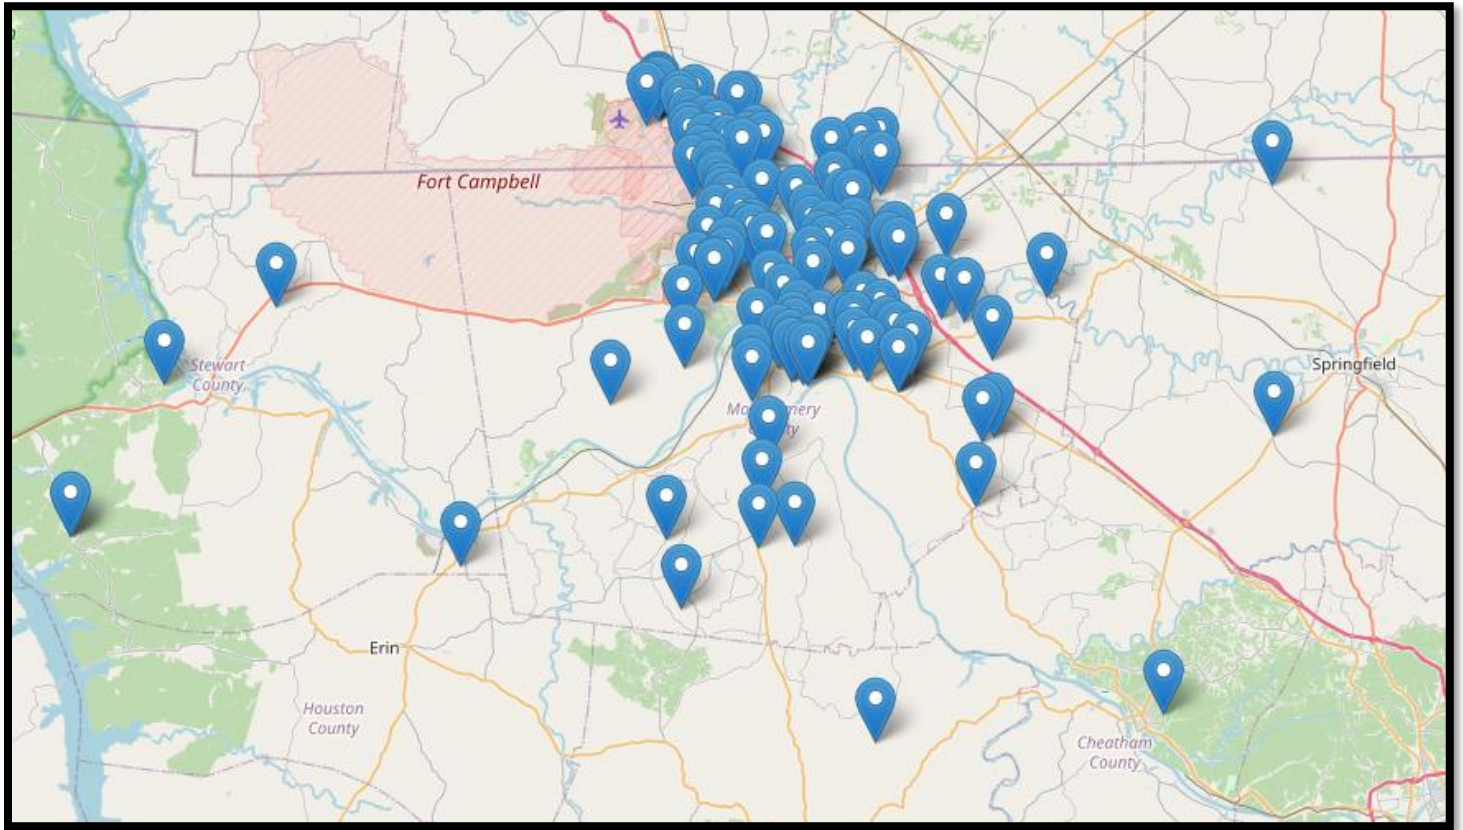 Fort Campbell
Stewart
County
Springfield
Erin
Houston
County
Cheatham
County